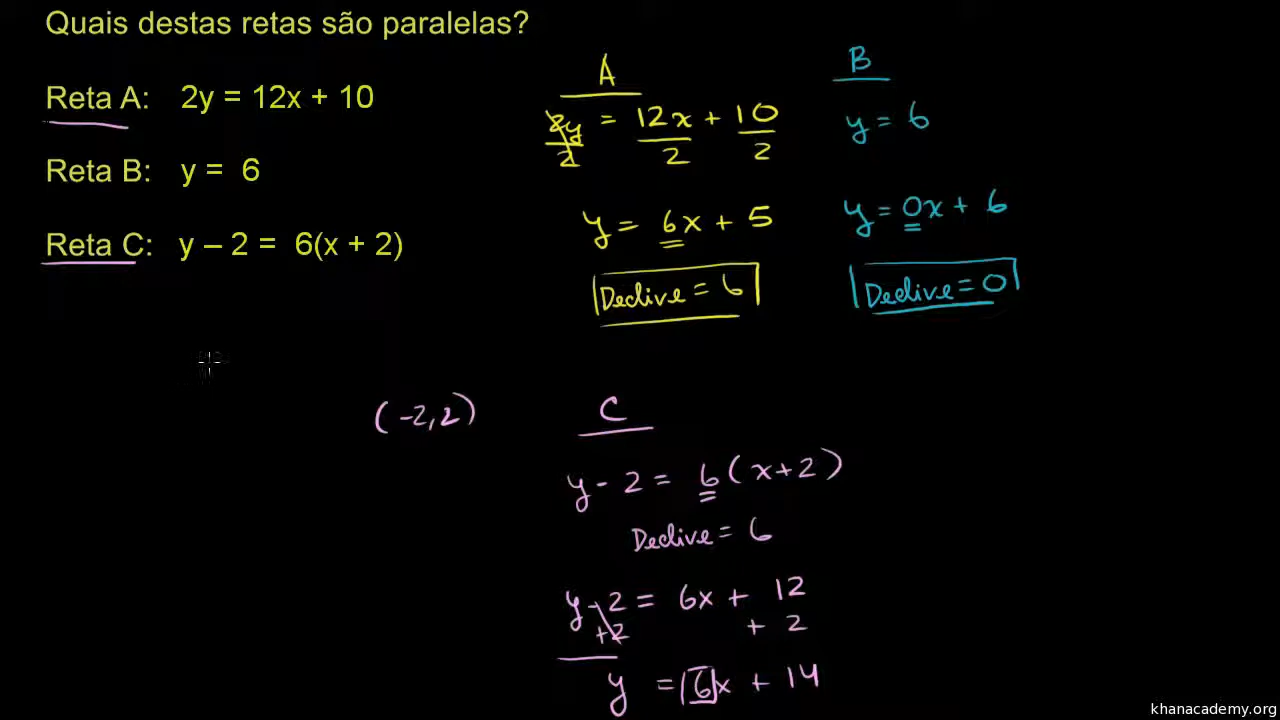 Quais destas retas são paralelas?
Reta A: 2y = 12x + 10
Reta B: y = 6
Reta C: y – 2 = 6(x + 2)
A
2y = 12x + 10
2 2 2
y = 6x + 5
Declive = 6
B
y = 6
y = 0x + 6
Declive = 0
(-2,2)
C
y - 2 = 6(x+2)
Declive = 6
y - 2 = 6x + 12
+2 + 2
y = 6x + 14
khanacademy.org